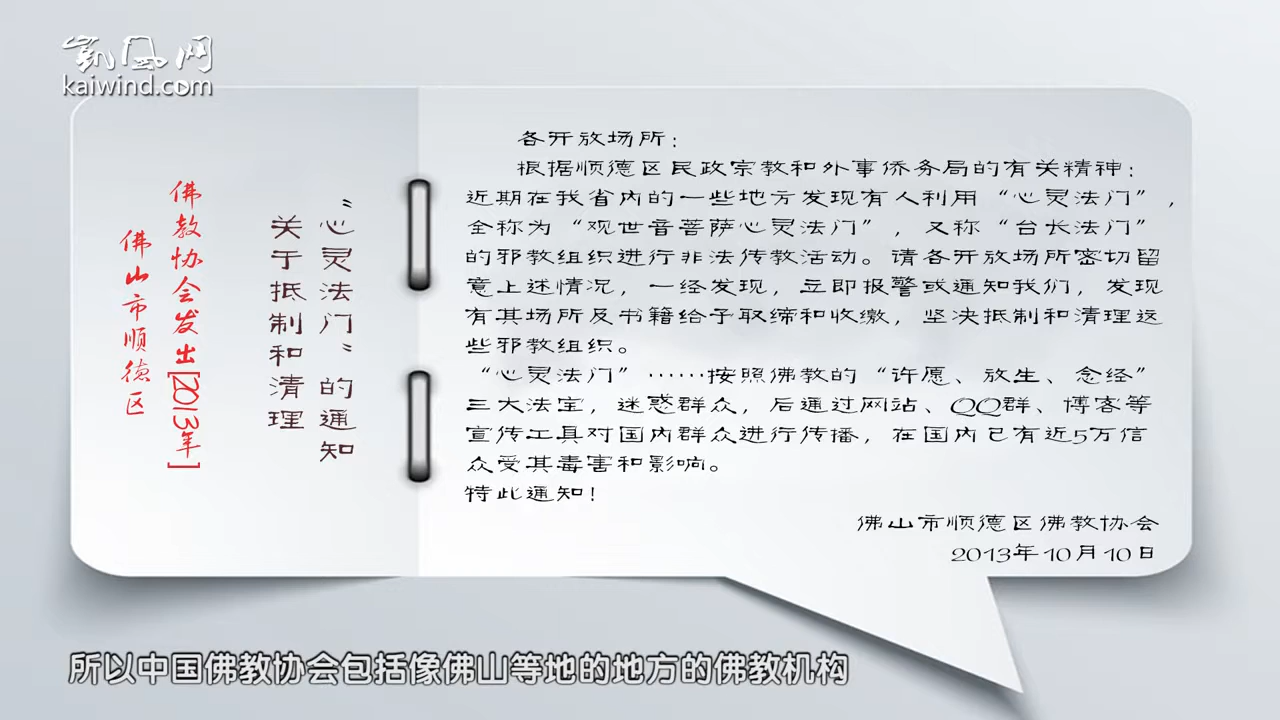 凯风网
kaiwind.com
佛山市顺德区
佛教协会发出[2013年]
关于抵制和清理
“心灵法门”的通知
各开放场所：
根据顺德区民政宗教和外事侨务局的有关精神：
近期在我省内的一些地方发现有人利用“心灵法门”，
全称为“观世音菩萨心灵法门”，又称“台长法门”
的邪教组织进行非法传教活动。请各开放场所密切留
意上述情况，一经发现，立即报警或通知我们，发现
有其场所及书籍给予取缔和收缴，坚决抵制和清理这
些邪教组织。
“心灵法门”……按照佛教的“许愿、放生、念经”
三大法宝，迷惑群众，后通过网站、QQ群、博客等
宣传工具对国内群众进行传播，在国内已有近5万信
众受其毒害和影响。
特此通知！
佛山市顺德区佛教协会
2013年10月10日
所以中国佛教协会包括像佛山等地的地方的佛教机构